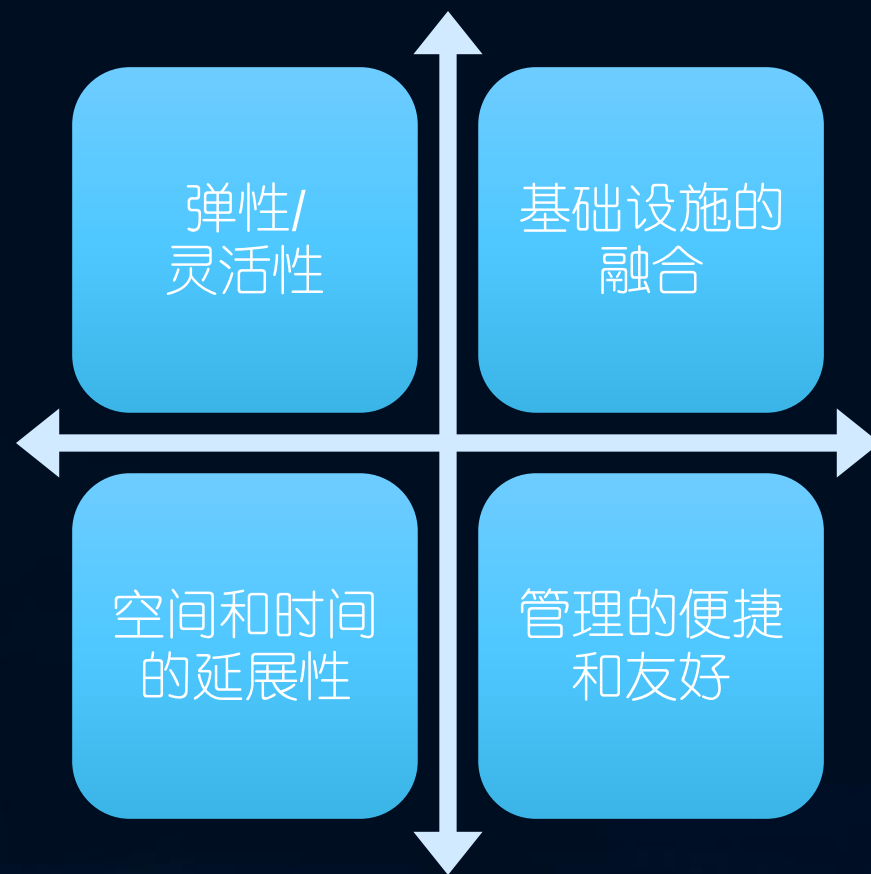 弹性/
灵活性
基础设施的
融合
空间和时间
的延展性
管理的便捷
和友好